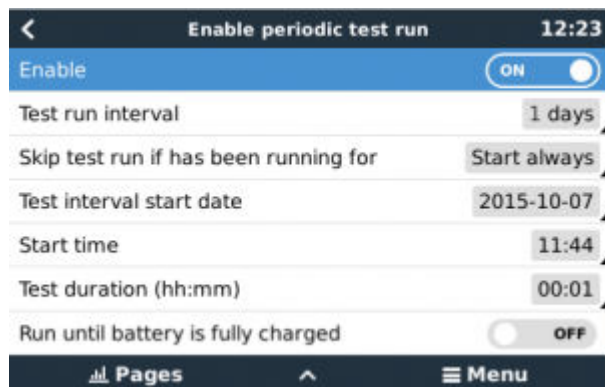 Enable periodic test run 12:23
Enable ON
Test run interval 1 days
Skip test run if has been running for Start always
Test interval start date 2015-10-07
Start time 11:44
Test duration (hh:mm) 00:01
Run until battery is fully charged OFF
Pages Menu